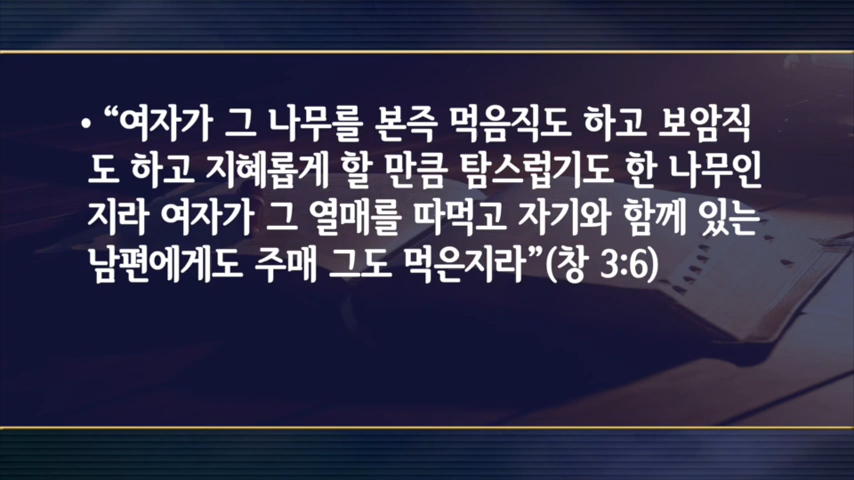 • “여자가 그 나무를 본즉 먹음직도 하고 보암직
도 하고 지혜롭게 할 만큼 탐스럽기도 한 나무인
지라 여자가 그 열매를 따먹고 자기와 함께 있는
남편에게도 주매 그도 먹은지라”(창 3:6)